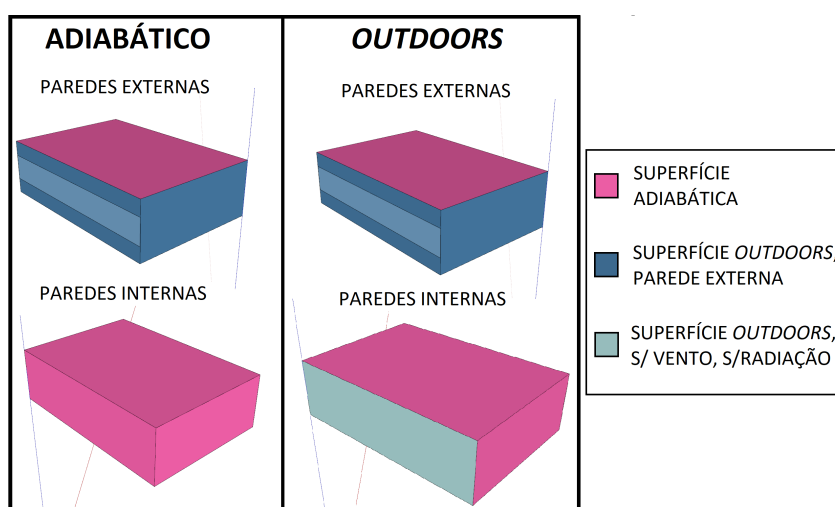 ADIABÁTICO
PAREDES EXTERNAS
PAREDES INTERNAS
OUTDOORS
PAREDES EXTERNAS
PAREDES INTERNAS
SUPERFÍCIE
ADIABÁTICA
SUPERFÍCIE OUTDOORS,
PAREDE EXTERNA
SUPERFÍCIE OUTDOORS,
S/ VENTO, S/RADIAÇÃO